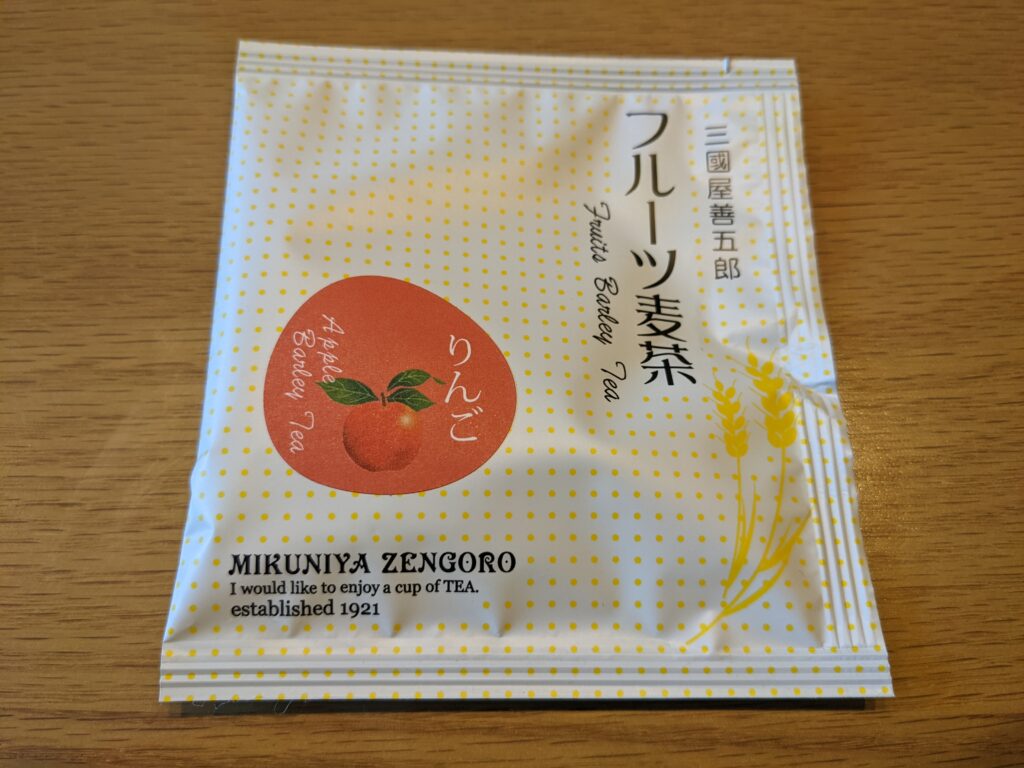 三國屋善五郎
フルーツ麦茶
Fruits Barley Tea
りんご
Apple
Barley Tea
MIKUNIYA ZENGORO
I would like to enjoy a cup of TEA.
established 1921